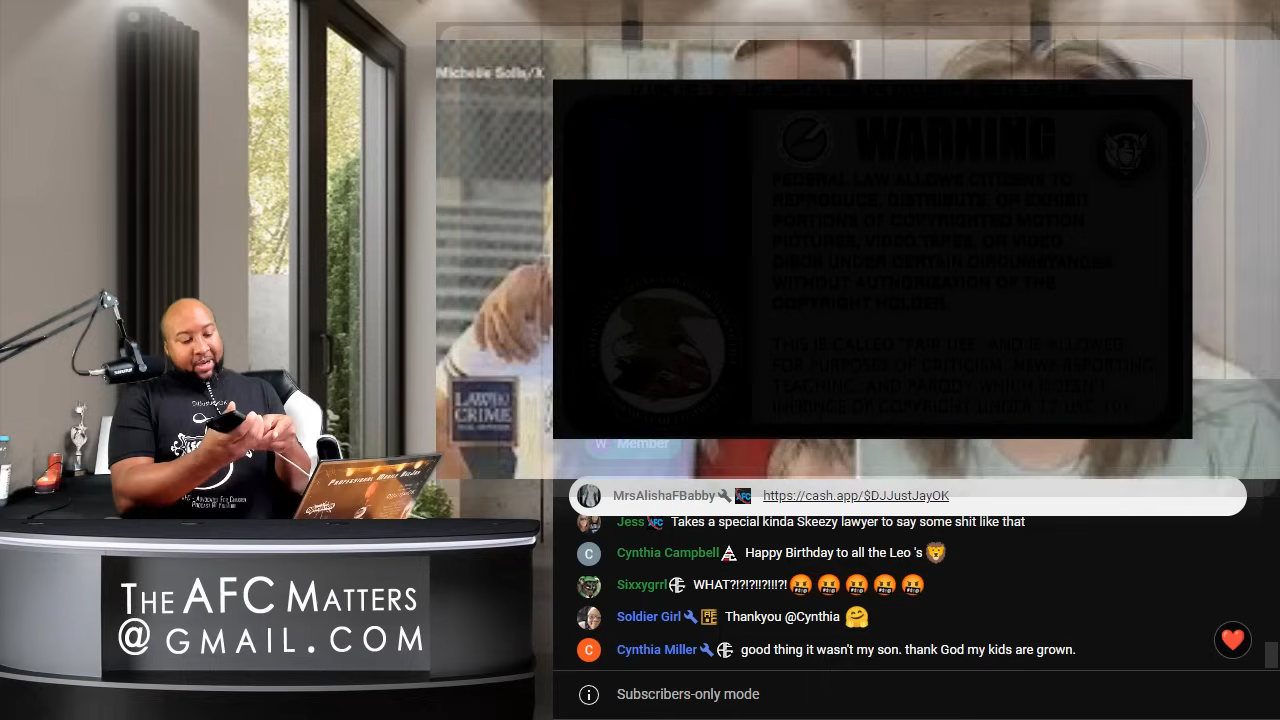 Michelle Solis/X
WARNING
FEDERAL LAW ALLOWS CITIZENS TO
REPRODUCE, DISTRIBUTE, OR EXHIBIT
PORTIONS OF COPYRIGHTED MOTION
PICTURES, VIDEO TAPES, OR VIDEO
DISCS UNDER CERTAIN CIRCUMSTANCES
WITHOUT AUTHORIZATION OF THE
COPYRIGHT HOLDER.
THIS IS CALLED "FAIR USE" AND IS ALLOWED
FOR PURPOSES OF CRITICISM, NEWS REPORTING
TEACHING, AND PARODY WHICH DOESN'T
INFRINGE OF COPYRIGHT UNDER 17 USC 107
LAW&
CRIME
Member
MrsAlishaFBabby AFC https://cash.app/$DJJustJayOK
Jess AFC Takes a special kinda Skeezy lawyer to say some shit like that
C Cynthia Campbell Happy Birthday to all the Leo 's
Sixxygrrl WHAT?!?!?!!?!!!?!
Soldier Girl Thankyou @Cynthia
C Cynthia Miller good thing it wasn't my son. thank God my kids are grown.
Subscribers-only mode
SHURE
PROFESSIONAL MOBILE DEEJAY
THE AFC MATTERS
@GMAIL.COM